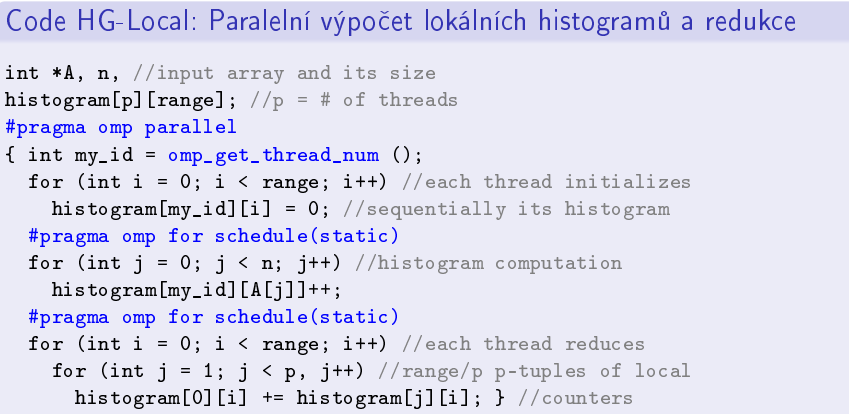 Code HG-Local: Paralelní výpočet lokálních histogramů a redukce
int *A, n, //input array and its size
histogram[p][range]; //p = # of threads
#pragma omp parallel
{ int my_id = omp_get_thread_num ();
for (int i = 0; i < range; i++) //each thread initializes
histogram[my_id][i] = 0; //sequentially its histogram
#pragma omp for schedule(static)
for (int j = 0; j < n; j++) //histogram computation
histogram[my_id][A[j]]++;
#pragma omp for schedule(static)
for (int i = 0; i < range; i++) //each thread reduces
for (int j = 1; j < p, j++) //range/p p-tuples of local
histogram[0][i] += histogram[j][i]; } //counters